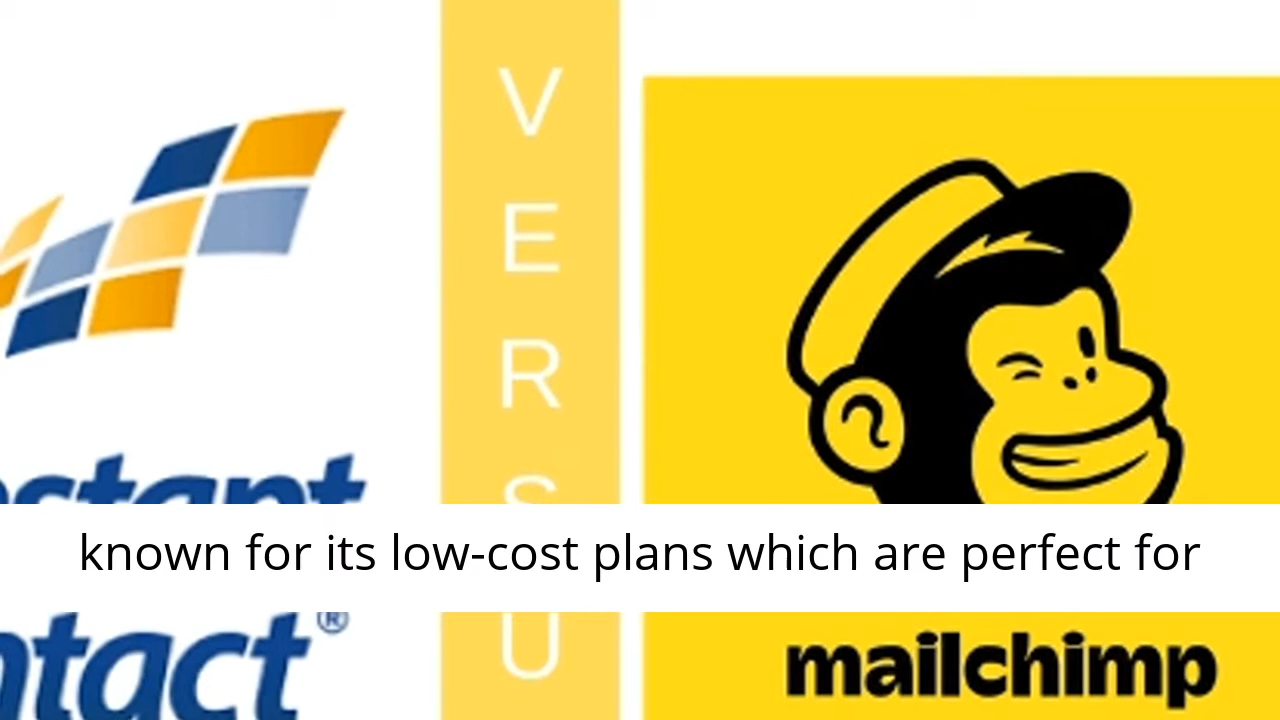 V
E
R
S
U
known for its low-cost plans which are perfect for
®
mailchimp